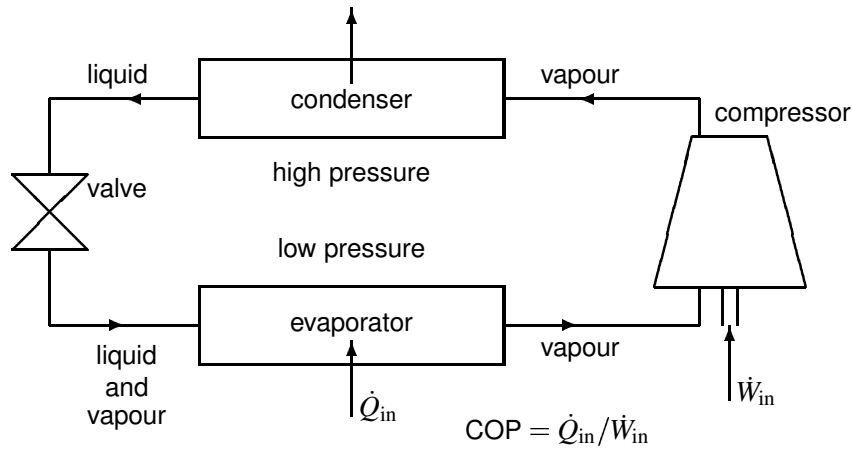 liquid
condenser
vapour
compressor
valve
high pressure
low pressure
evaporator
liquid
and
vapour
vapour
Q̇in
Ẇin
COP = Q̇in/Ẇin